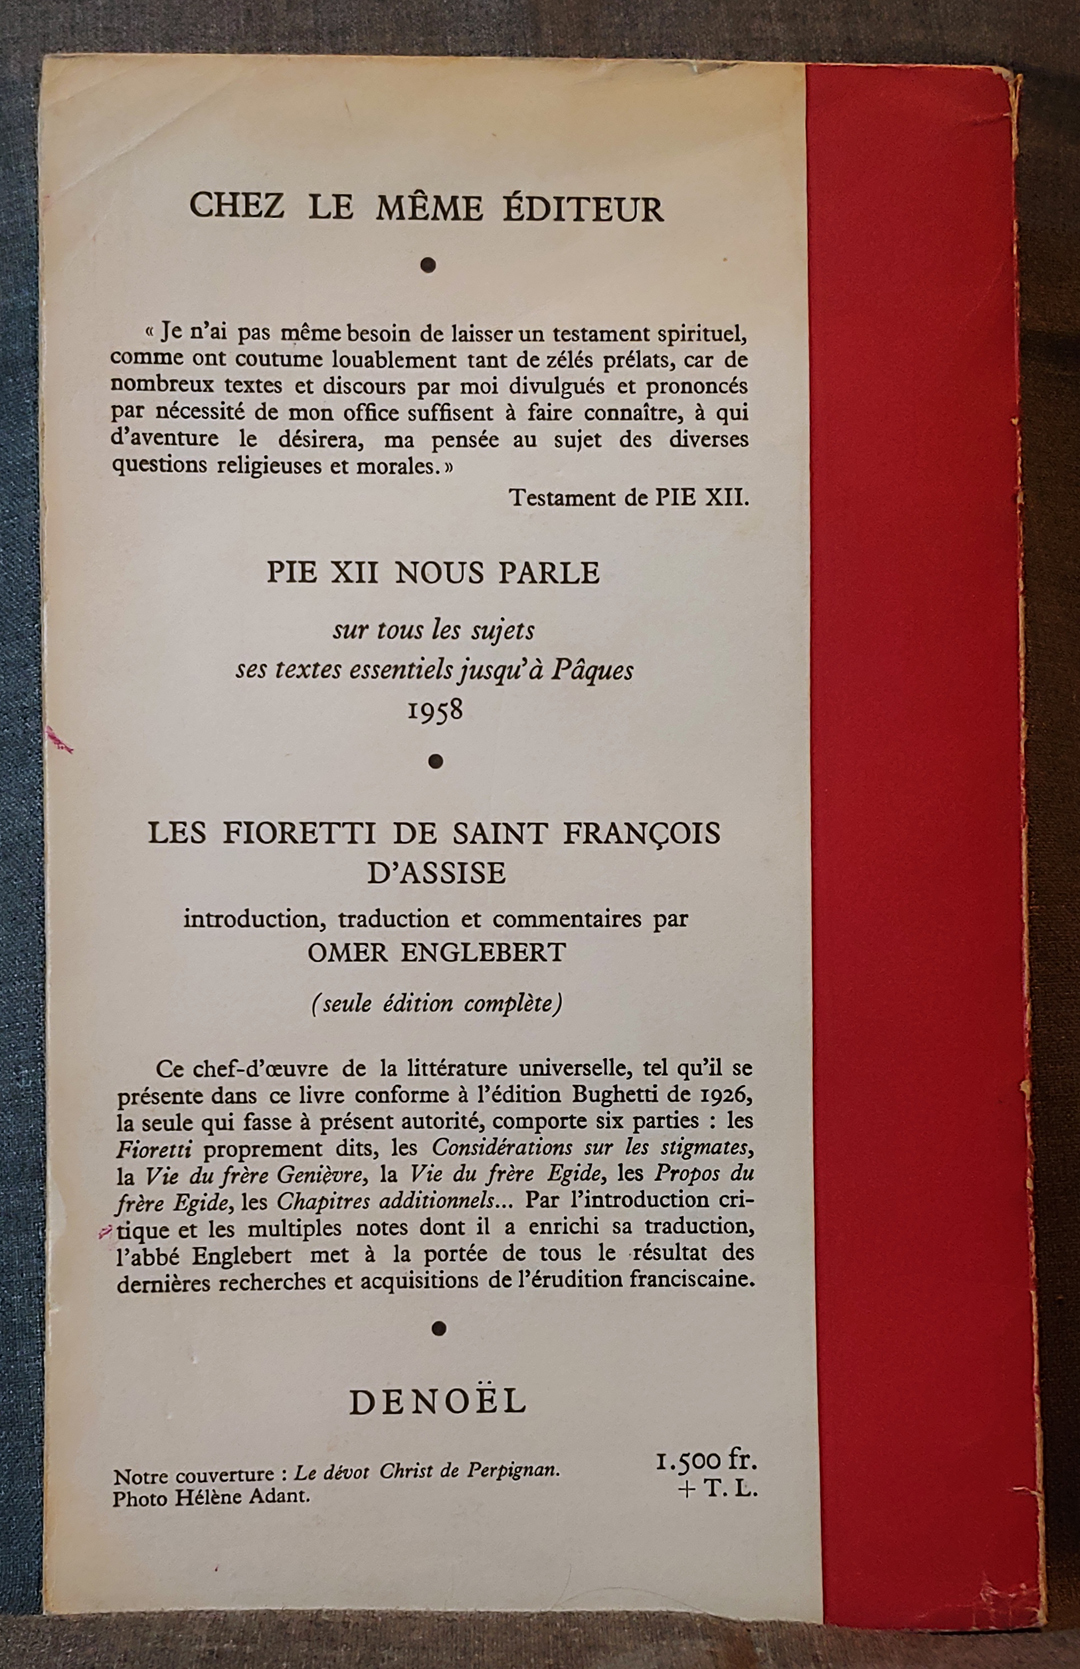 CHEZ LE MÊME ÉDITEUR
●
« Je n'ai pas même besoin de laisser un testament spirituel,
comme ont coutume louablement tant de zélés prélats, car de
nombreux textes et discours par moi divulgués et prononcés
par nécessité de mon office suffisent à faire connaître, à qui
d'aventure le désirera, ma pensée au sujet des diverses
questions religieuses et morales. »
Testament de PIE XII.
PIE XII NOUS PARLE
sur tous les sujets
ses textes essentiels jusqu'à Pâques
1958
●
LES FIORETTI DE SAINT FRANÇOIS
D'ASSISE
introduction, traduction et commentaires par
OMER ENGLEBERT
(seule édition complète)
Ce chef-d'œuvre de la littérature universelle, tel qu'il se
présente dans ce livre conforme à l'édition Bughetti de 1926,
la seule qui fasse à présent autorité, comporte six parties : les
Fioretti proprement dits, les Considérations sur les stigmates,
la Vie du frère Genièvre, la Vie du frère Egide, les Propos du
frère Egide, les Chapitres additionnels... Par l'introduction cri-
tique et les multiples notes dont il a enrichi sa traduction,
l'abbé Englebert met à la portée de tous le résultat des
dernières recherches et acquisitions de l'érudition franciscaine.
●
DENOËL
Notre couverture : Le dévot Christ de Perpignan.
Photo Hélène Adant.
1.500 fr.
+ T. L.